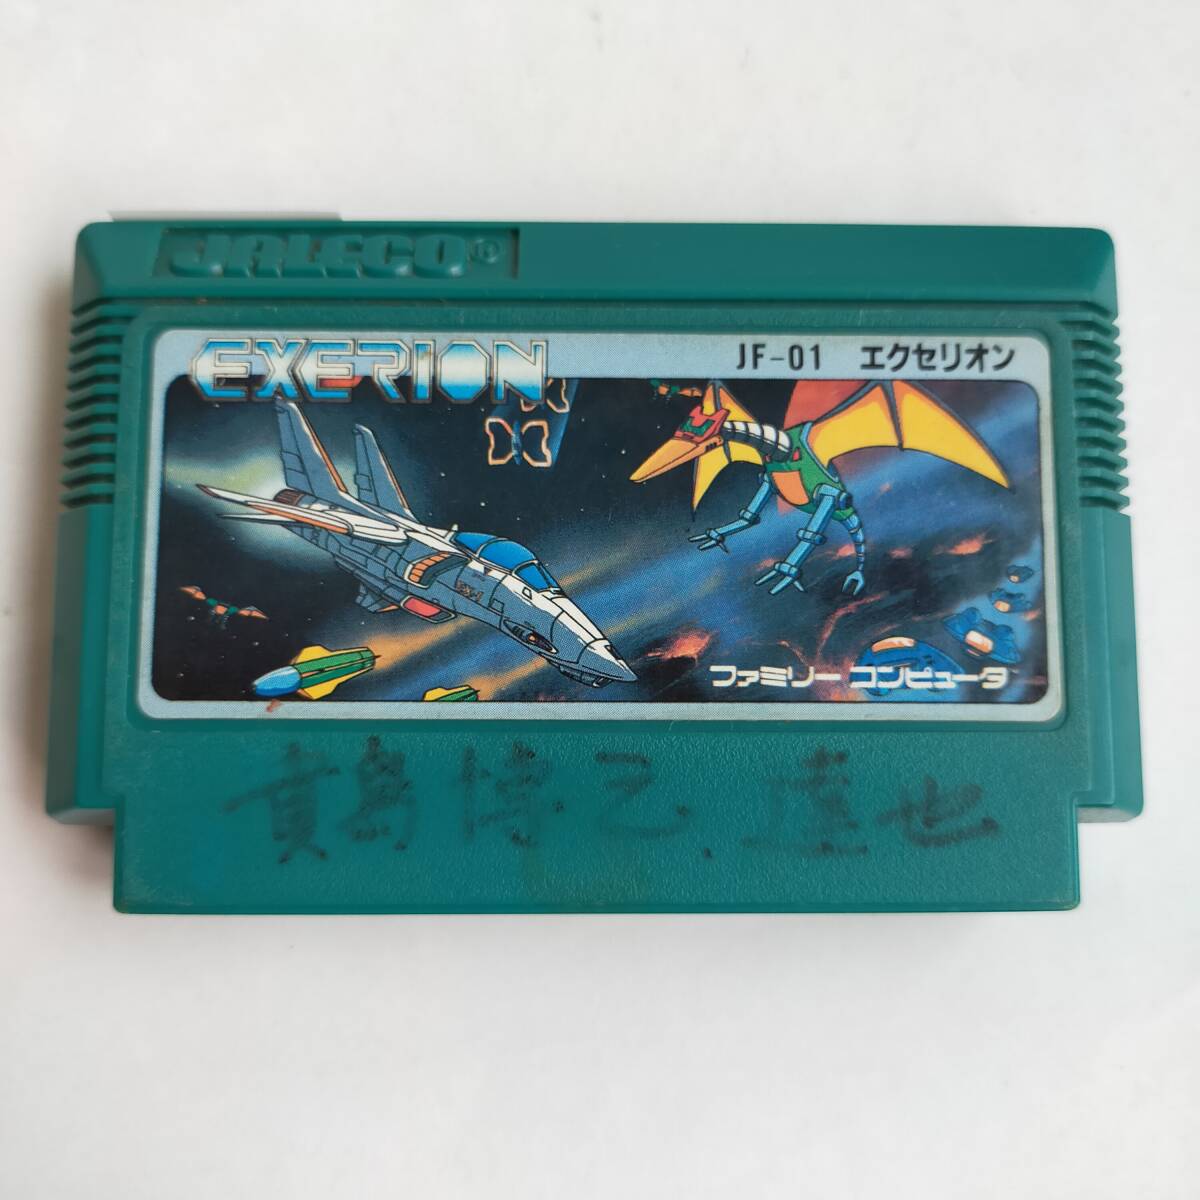 JALECO®
EXERION
JF-01 エクセリオン
ファミリー コンピュータ
貴島博己、達也